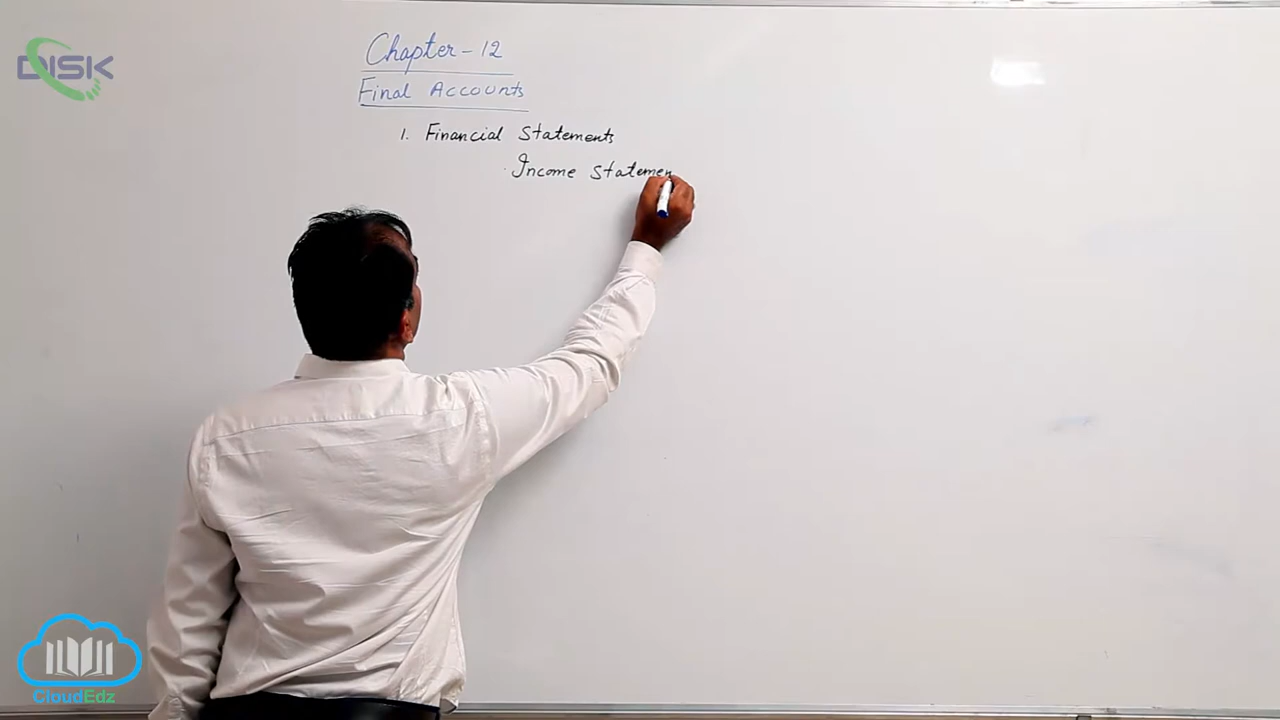 DISK
Chapter - 12
Final Accounts
1. Financial Statements
· Income Statemen
CloudEdz